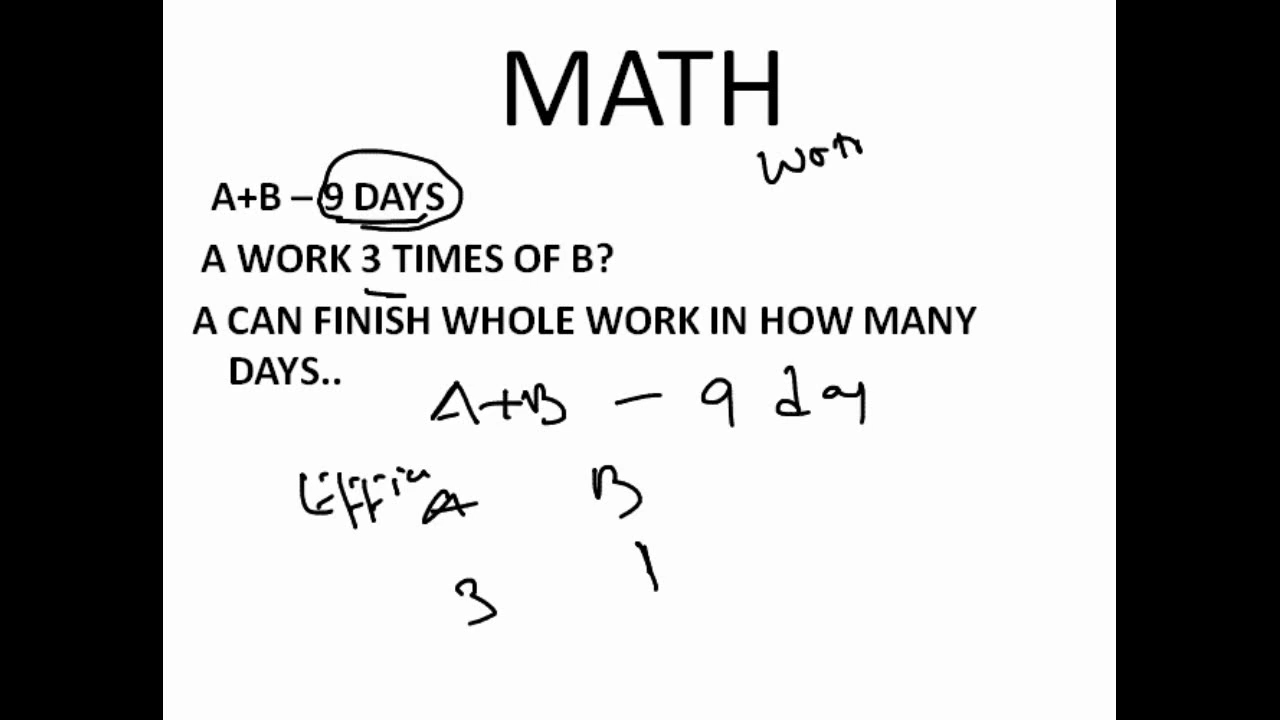 MATH
Work
A+B – 9 DAYS
A WORK 3 TIMES OF B?
A CAN FINISH WHOLE WORK IN HOW MANY
DAYS..
A+B — 9 day
A B
3 1